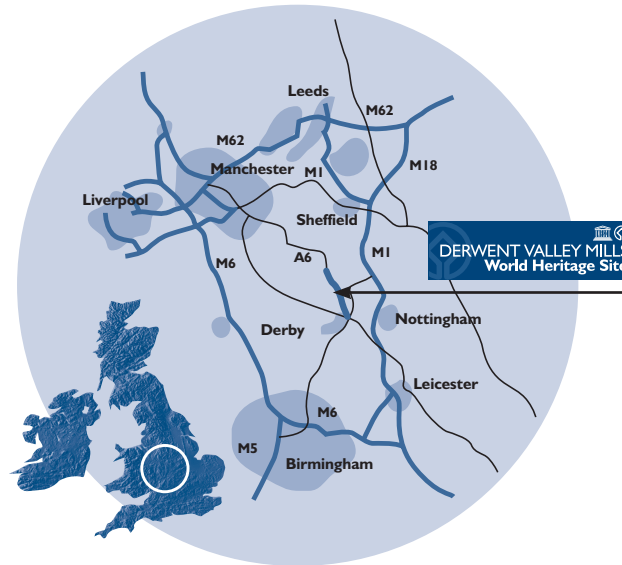 Leeds
M62
M62
Manchester
M1
M18
Liverpool
Sheffield
DERWENT VALLEY MILLS
World Heritage Site
A6
M1
M6
Derby
Nottingham
Leicester
M6
M5
Birmingham